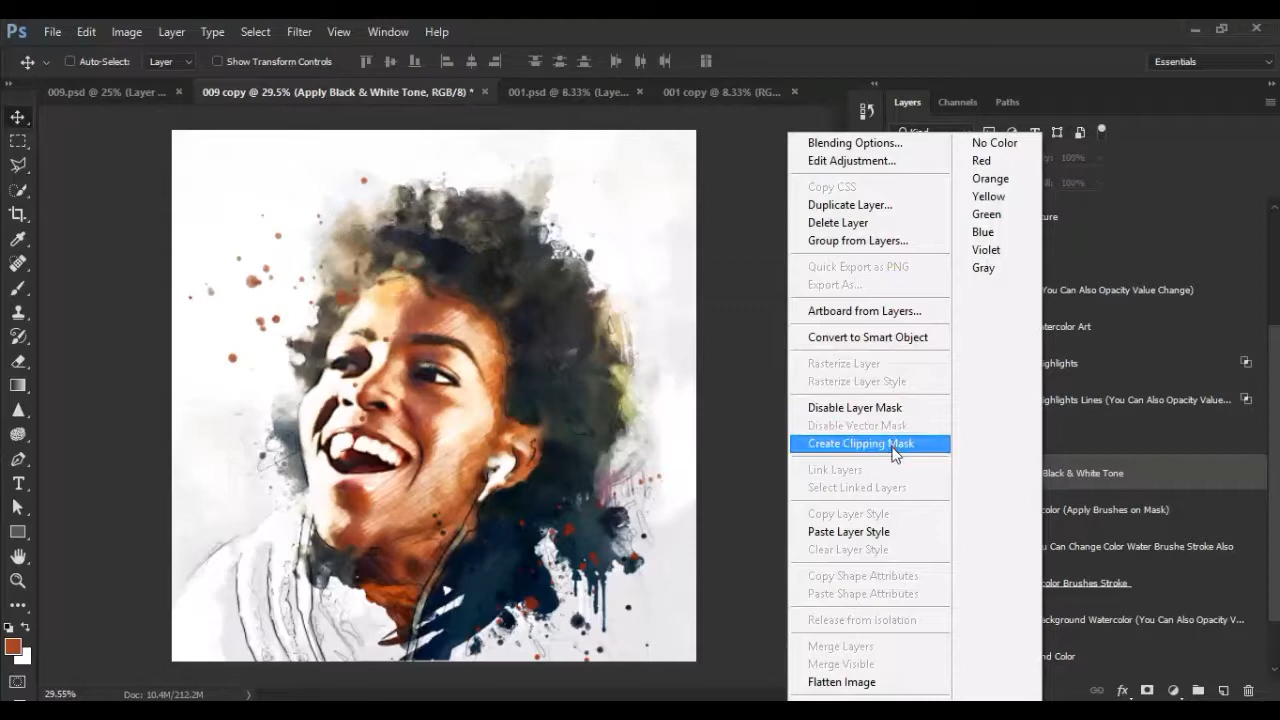 Ps File Edit Image Layer Type Select Filter View Window Help
Auto-Select: Layer Show Transform Controls Essentials
009.psd @ 25% (Layer ... 009 copy @ 29.5% (Apply Black & White Tone, RGB/8) * 001.psd @ 8.33% (Laye... 001 copy @ 8.33% (RG...
Layers Channels Paths
Kind
100%
100%
Blending Options...
Edit Adjustment...
Copy CSS
Duplicate Layer...
Delete Layer
Group from Layers...
Quick Export as PNG
Export As...
Artboard from Layers...
Convert to Smart Object
Rasterize Layer
Rasterize Layer Style
Disable Layer Mask
Disable Vector Mask
Create Clipping Mask
Link Layers
Select Linked Layers
Copy Layer Style
Paste Layer Style
Clear Layer Style
Copy Shape Attributes
Paste Shape Attributes
Release from Isolation
Merge Layers
Merge Visible
Flatten Image
No Color
Red
Orange
Yellow
Green
Blue
Violet
Gray
ture
You Can Also Opacity Value Change)
tercolor Art
ighlights
ighlights Lines (You Can Also Opacity Value...
Black & White Tone
color (Apply Brushes on Mask)
u Can Change Color Water Brushe Stroke Also
color Brushes Stroke
ackground Watercolor (You Can Also Opacity V...
nd Color
29.55% Doc: 10.4M/212.2M